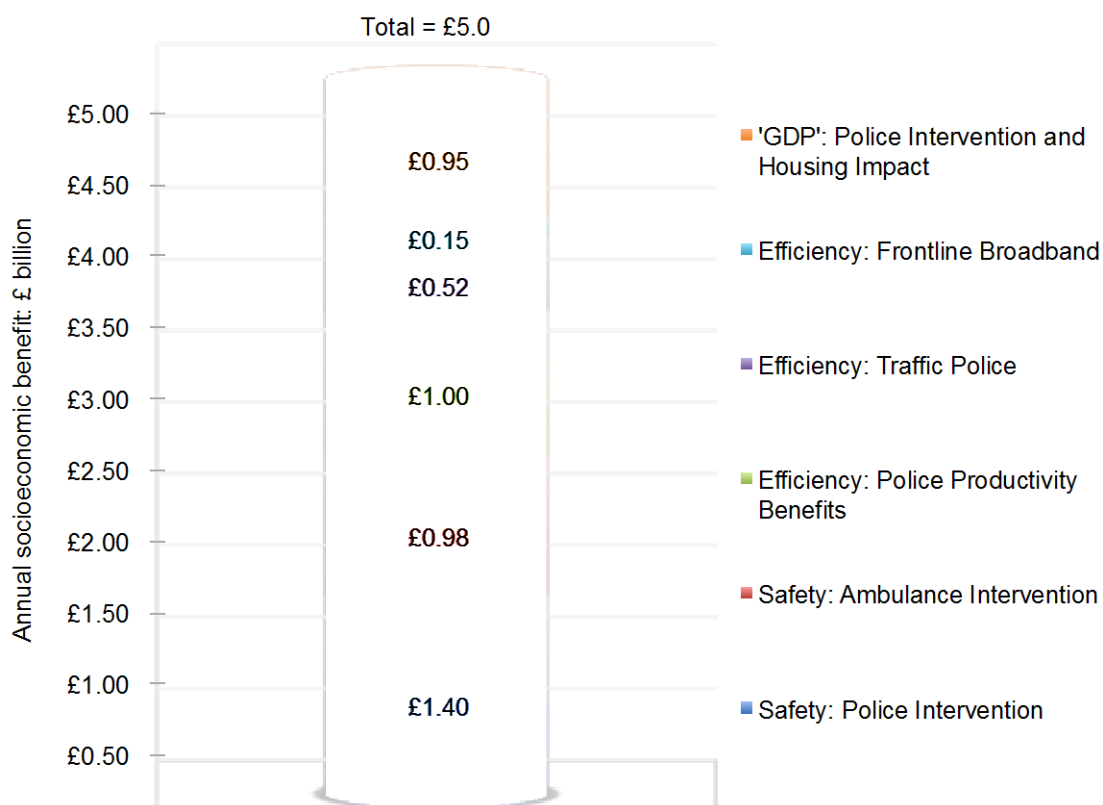 Total = £5.0
Annual socioeconomic benefit: £ billion
£5.00
£4.50
£4.00
£3.50
£3.00
£2.50
£2.00
£1.50
£1.00
£0.50
£0.95
£0.15
£0.52
£1.00
£0.98
£1.40
'GDP': Police Intervention and
Housing Impact
Efficiency: Frontline Broadband
Efficiency: Traffic Police
Efficiency: Police Productivity
Benefits
Safety: Ambulance Intervention
Safety: Police Intervention